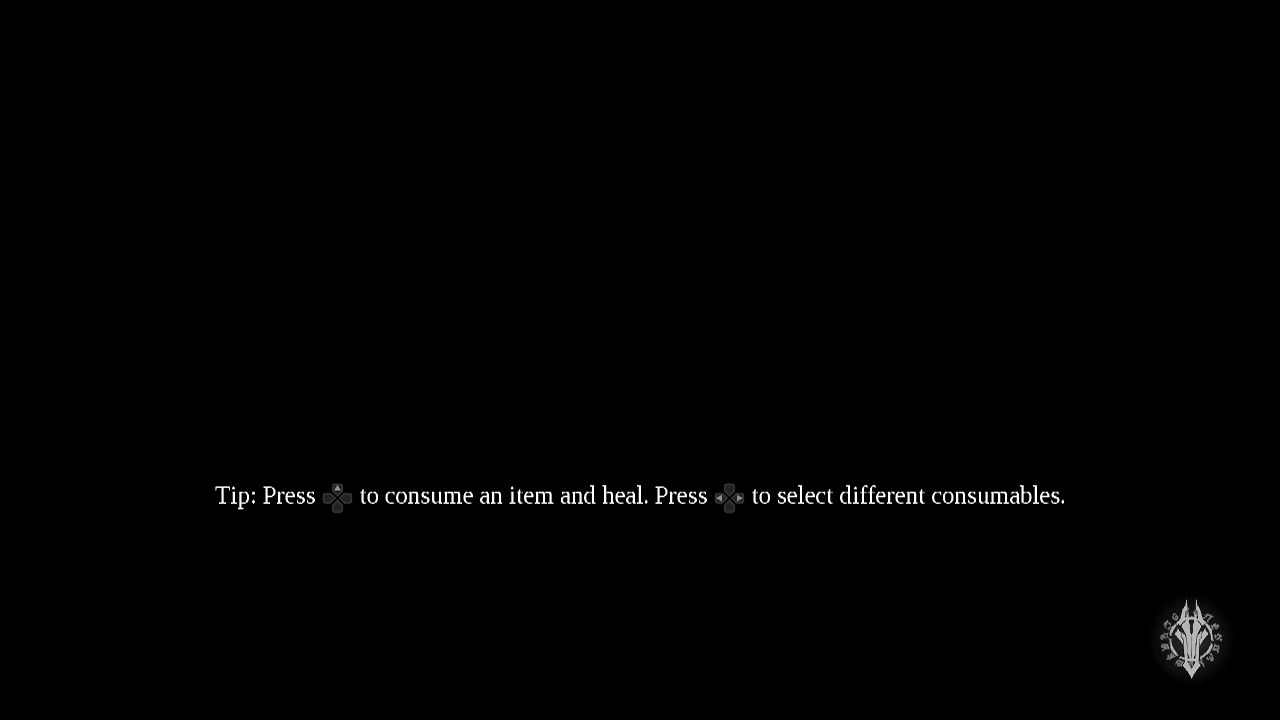 Tip: Press to consume an item and heal. Press to select different consumables.